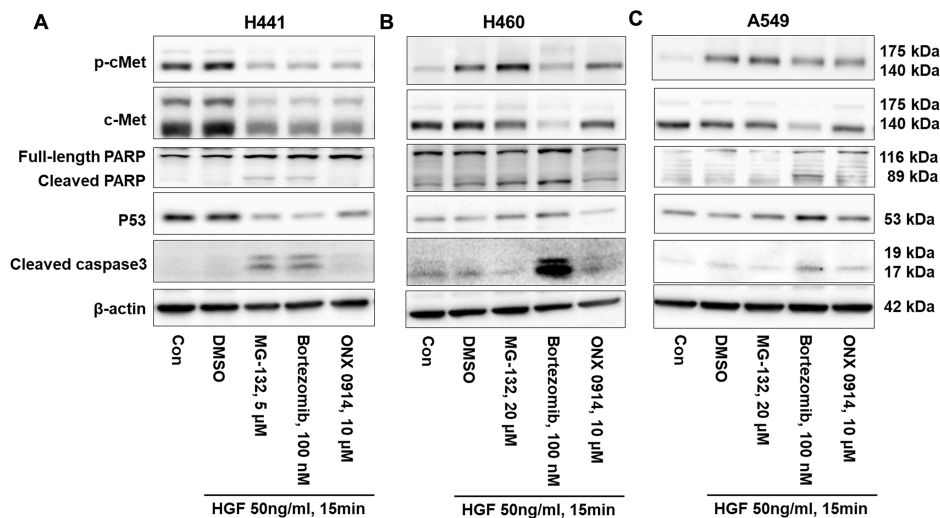 A
H441
B
H460
C
A549
p-cMet
175 kDa
140 kDa
c-Met
175 kDa
140 kDa
Full-length PARP
116 kDa
Cleaved PARP
89 kDa
P53
53 kDa
Cleaved caspase3
19 kDa
17 kDa
β-actin
42 kDa
Con
DMSO
MG-132, 5 μM
Bortezomib, 100 nM
ONX 0914, 10 μM
HGF 50ng/ml, 15min
Con
DMSO
MG-132, 20 μM
Bortezomib, 100 nM
ONX 0914, 10 μM
HGF 50ng/ml, 15min
Con
DMSO
MG-132, 20 μM
Bortezomib, 100 nM
ONX 0914, 10 μM
HGF 50ng/ml, 15min